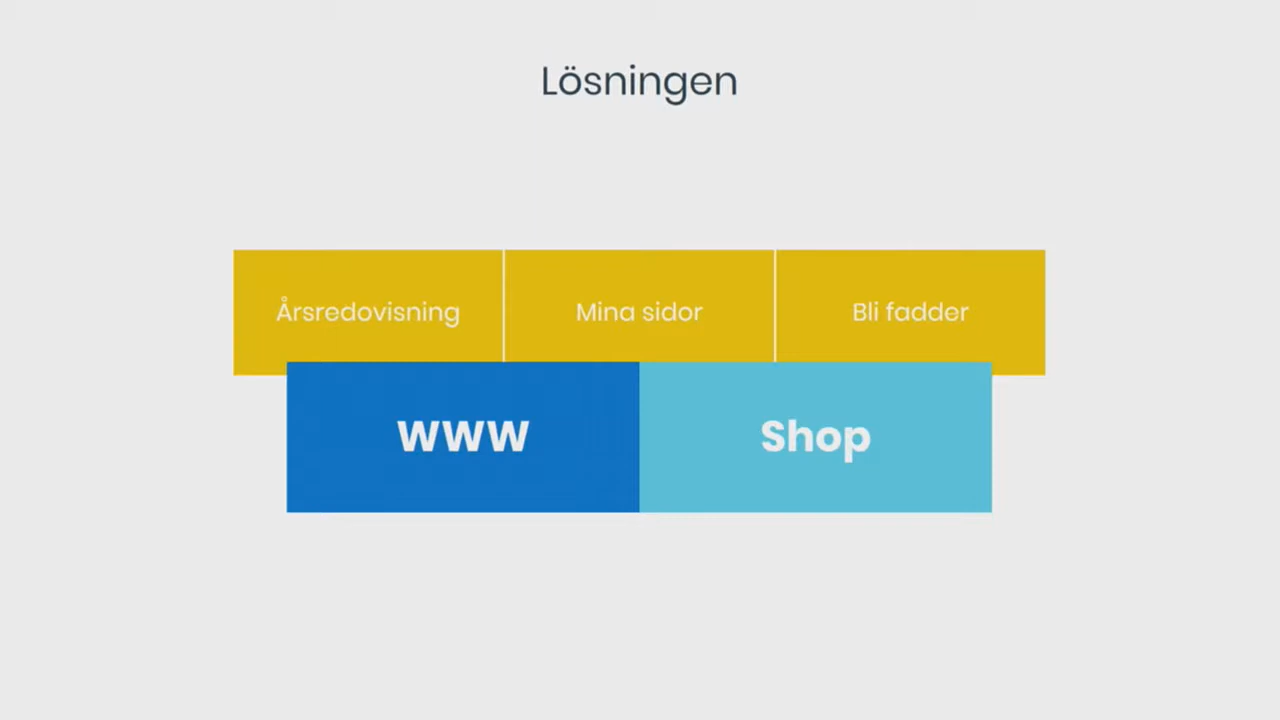 Lösningen
Årsredovisning
Mina sidor
Bli fadder
WWW
Shop